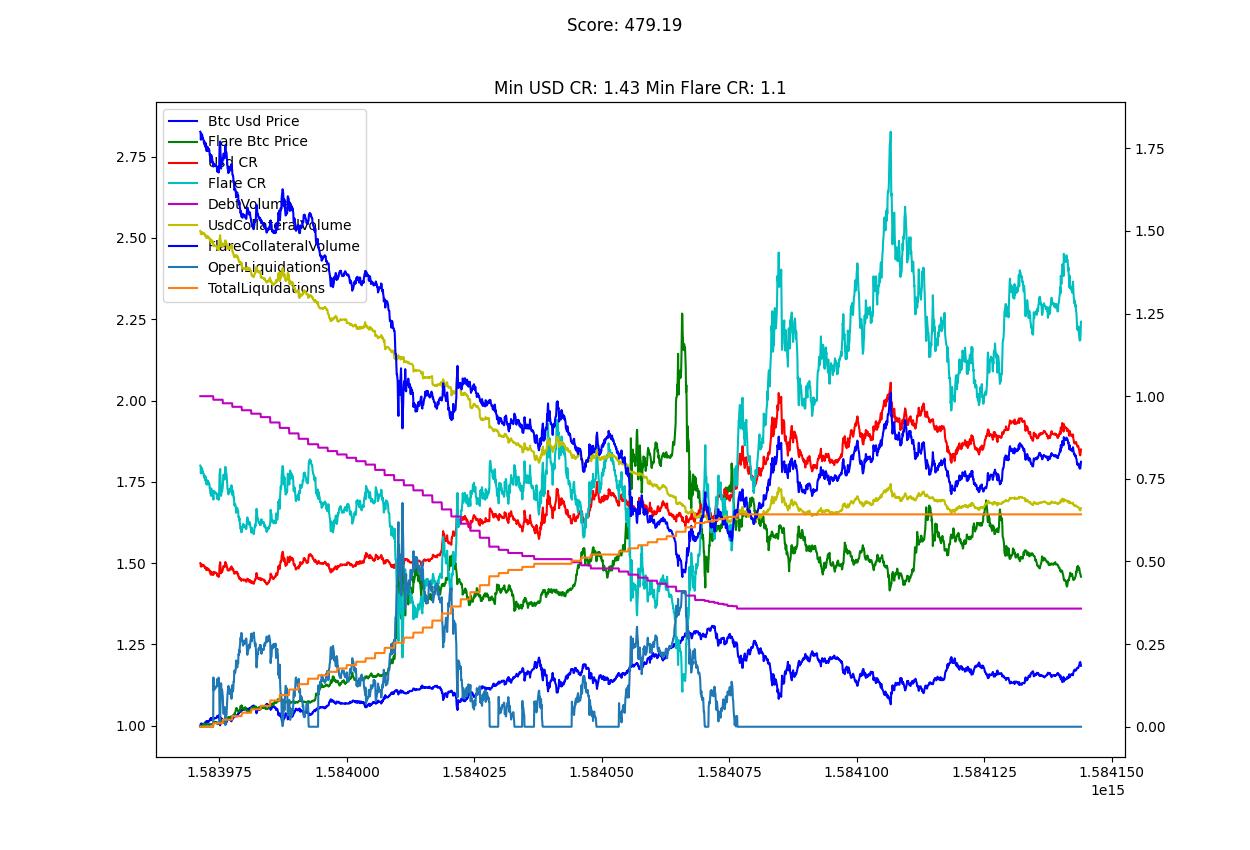 Score: 479.19
Min USD CR: 1.43 Min Flare CR: 1.1
Btc Usd Price
Flare Btc Price
Usd CR
Flare CR
DebtVolume
UsdCollateralVolume
FlareCollateralVolume
OpenLiquidations
TotalLiquidations
2.75
2.50
2.25
2.00
1.75
1.50
1.25
1.00
1.75
1.50
1.25
1.00
0.75
0.50
0.25
0.00
1.583975 1.584000 1.584025 1.584050 1.584075 1.584100 1.584125 1.584150
1e15